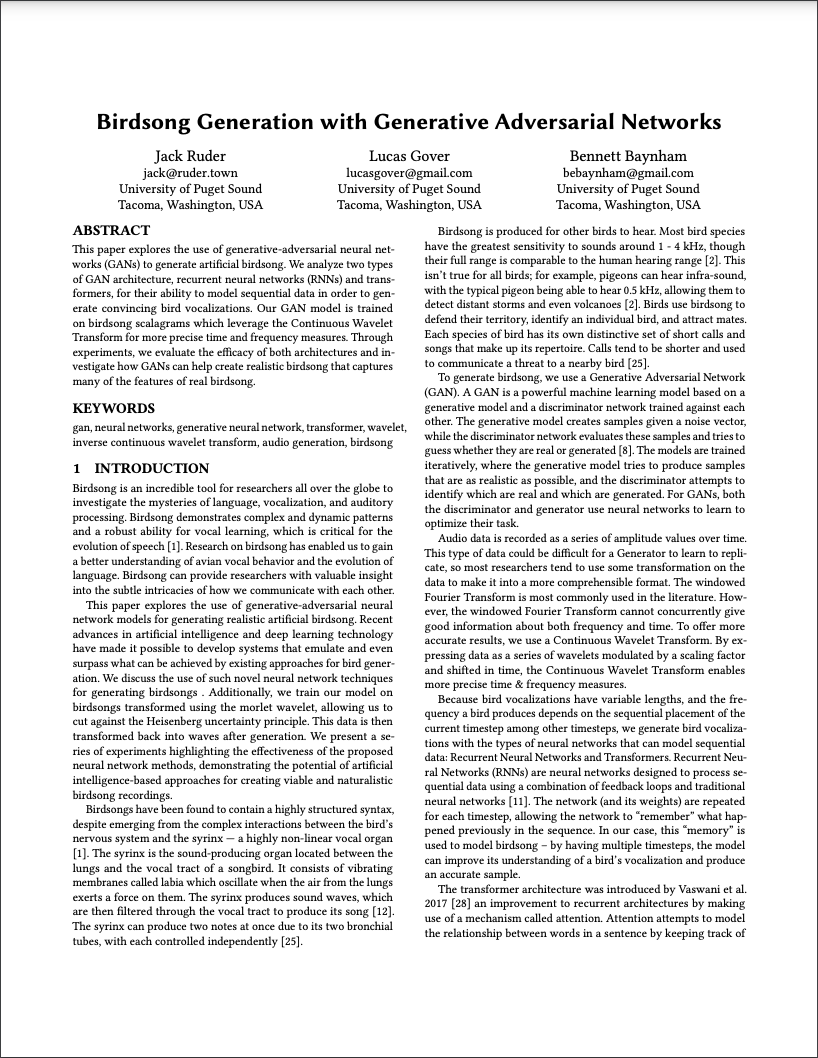 Birdsong Generation with Generative Adversarial Networks
Jack Ruder
jack@ruder.town
University of Puget Sound
Tacoma, Washington, USA
Lucas Gover
lucasgover@gmail.com
University of Puget Sound
Tacoma, Washington, USA
Bennett Baynham
bebaynham@gmail.com
University of Puget Sound
Tacoma, Washington, USA
ABSTRACT
This paper explores the use of generative-adversarial neural net-
works (GANs) to generate artificial birdsong. We analyze two types
of GAN architecture, recurrent neural networks (RNNs) and trans-
formers, for their ability to model sequential data in order to gen-
erate convincing bird vocalizations. Our GAN model is trained
on birdsong scalagrams which leverage the Continuous Wavelet
Transform for more precise time and frequency measures. Through
experiments, we evaluate the efficacy of both architectures and in-
vestigate how GANs can help create realistic birdsong that captures
many of the features of real birdsong.
KEYWORDS
gan, neural networks, generative neural network, transformer, wavelet,
inverse continuous wavelet transform, audio generation, birdsong
1 INTRODUCTION
Birdsong is an incredible tool for researchers all over the globe to
investigate the mysteries of language, vocalization, and auditory
processing. Birdsong demonstrates complex and dynamic patterns
and a robust ability for vocal learning, which is critical for the
evolution of speech [1]. Research on birdsong has enabled us to gain
a better understanding of avian vocal behavior and the evolution of
language. Birdsong can provide researchers with valuable insight
into the subtle intricacies of how we communicate with each other.
This paper explores the use of generative-adversarial neural
network models for generating realistic artificial birdsong. Recent
advances in artificial intelligence and deep learning technology
have made it possible to develop systems that emulate and even
surpass what can be achieved by existing approaches for bird gener-
ation. We discuss the use of such novel neural network techniques
for generating birdsongs . Additionally, we train our model on
birdsongs transformed using the morlet wavelet, allowing us to
cut against the Heisenberg uncertainty principle. This data is then
transformed back into waves after generation. We present a se-
ries of experiments highlighting the effectiveness of the proposed
neural network methods, demonstrating the potential of artificial
intelligence-based approaches for creating viable and naturalistic
birdsong recordings.
Birdsongs have been found to contain a highly structured syntax,
despite emerging from the complex interactions between the bird's
nervous system and the syrinx — a highly non-linear vocal organ
[1]. The syrinx is the sound-producing organ located between the
lungs and the vocal tract of a songbird. It consists of vibrating
membranes called labia which oscillate when the air from the lungs
exerts a force on them. The syrinx produces sound waves, which
are then filtered through the vocal tract to produce its song [12].
The syrinx can produce two notes at once due to its two bronchial
tubes, with each controlled independently [25].
Birdsong is produced for other birds to hear. Most bird species
have the greatest sensitivity to sounds around 1 - 4 kHz, though
their full range is comparable to the human hearing range [2]. This
isn't true for all birds; for example, pigeons can hear infra-sound,
with the typical pigeon being able to hear 0.5 kHz, allowing them to
detect distant storms and even volcanoes [2]. Birds use birdsong to
defend their territory, identify an individual bird, and attract mates.
Each species of bird has its own distinctive set of short calls and
songs that make up its repertoire. Calls tend to be shorter and used
to communicate a threat to a nearby bird [25].
To generate birdsong, we use a Generative Adversarial Network
(GAN). A GAN is a powerful machine learning model based on a
generative model and a discriminator network trained against each
other. The generative model creates samples given a noise vector,
while the discriminator network evaluates these samples and tries to
guess whether they are real or generated [8]. The models are trained
iteratively, where the generative model tries to produce samples
that are as realistic as possible, and the discriminator attempts to
identify which are real and which are generated. For GANs, both
the discriminator and generator use neural networks to learn to
optimize their task.
Audio data is recorded as a series of amplitude values over time.
This type of data could be difficult for a Generator to learn to repli-
cate, so most researchers tend to use some transformation on the
data to make it into a more comprehensible format. The windowed
Fourier Transform is most commonly used in the literature. How-
ever, the windowed Fourier Transform cannot concurrently give
good information about both frequency and time. To offer more
accurate results, we use a Continuous Wavelet Transform. By ex-
pressing data as a series of wavelets modulated by a scaling factor
and shifted in time, the Continuous Wavelet Transform enables
more precise time & frequency measures.
Because bird vocalizations have variable lengths, and the fre-
quency a bird produces depends on the sequential placement of the
current timestep among other timesteps, we generate bird vocaliza-
tions with the types of neural networks that can model sequential
data: Recurrent Neural Networks and Transformers. Recurrent Neu-
ral Networks (RNNs) are neural networks designed to process se-
quential data using a combination of feedback loops and traditional
neural networks [11]. The network (and its weights) are repeated
for each timestep, allowing the network to “remember” what hap-
pened previously in the sequence. In our case, this “memory” is
used to model birdsong – by having multiple timesteps, the model
can improve its understanding of a bird's vocalization and produce
an accurate sample.
The transformer architecture was introduced by Vaswani et al.
2017 [28] an improvement to recurrent architectures by making
use of a mechanism called attention. Attention attempts to model
the relationship between words in a sentence by keeping track of